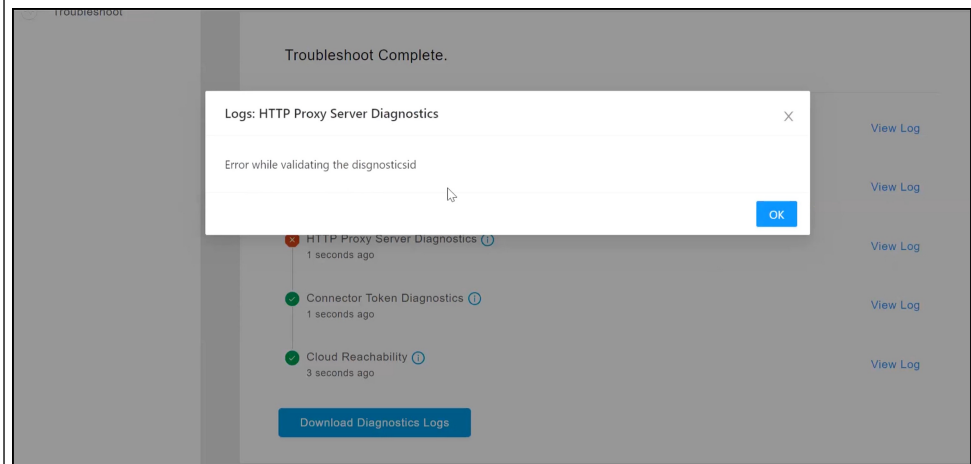 Troubleshoot
Troubleshoot Complete.
Logs: HTTP Proxy Server Diagnostics
View Log
Error while validating the disgnosticsid
View Log
OK
HTTP Proxy Server Diagnostics
1 seconds ago
View Log
Connector Token Diagnostics
1 seconds ago
View Log
Cloud Reachability
3 seconds ago
View Log
Download Diagnostics Logs